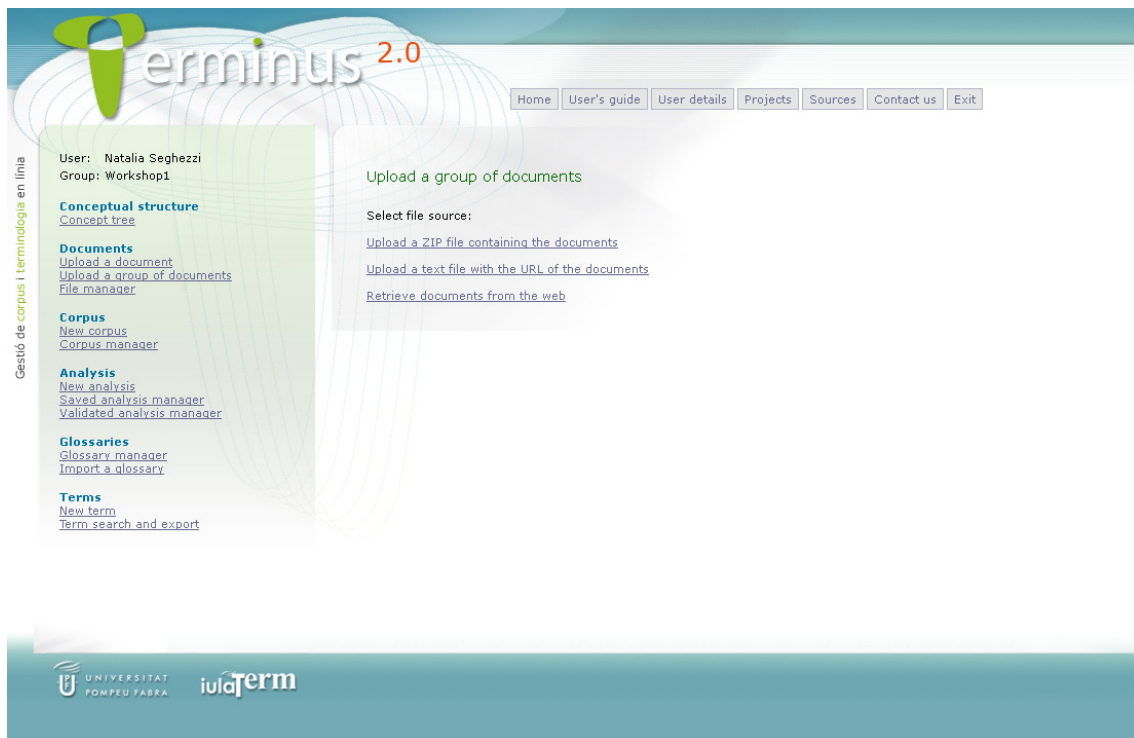 Terminus 2.0
Home User's guide User details Projects Sources Contact us Exit
Gestió de corpus i terminologia en línia
User: Natalia Seghezzi
Group: Workshop1
Conceptual structure
Concept tree
Documents
Upload a document
Upload a group of documents
File manager
Corpus
New corpus
Corpus manager
Analysis
New analysis
Saved analysis manager
Validated analysis manager
Glossaries
Glossary manager
Import a glossary
Terms
New term
Term search and export
Upload a group of documents
Select file source:
Upload a ZIP file containing the documents
Upload a text file with the URL of the documents
Retrieve documents from the web
UNIVERSITAT
POMPEU FABRA
iulaTerm